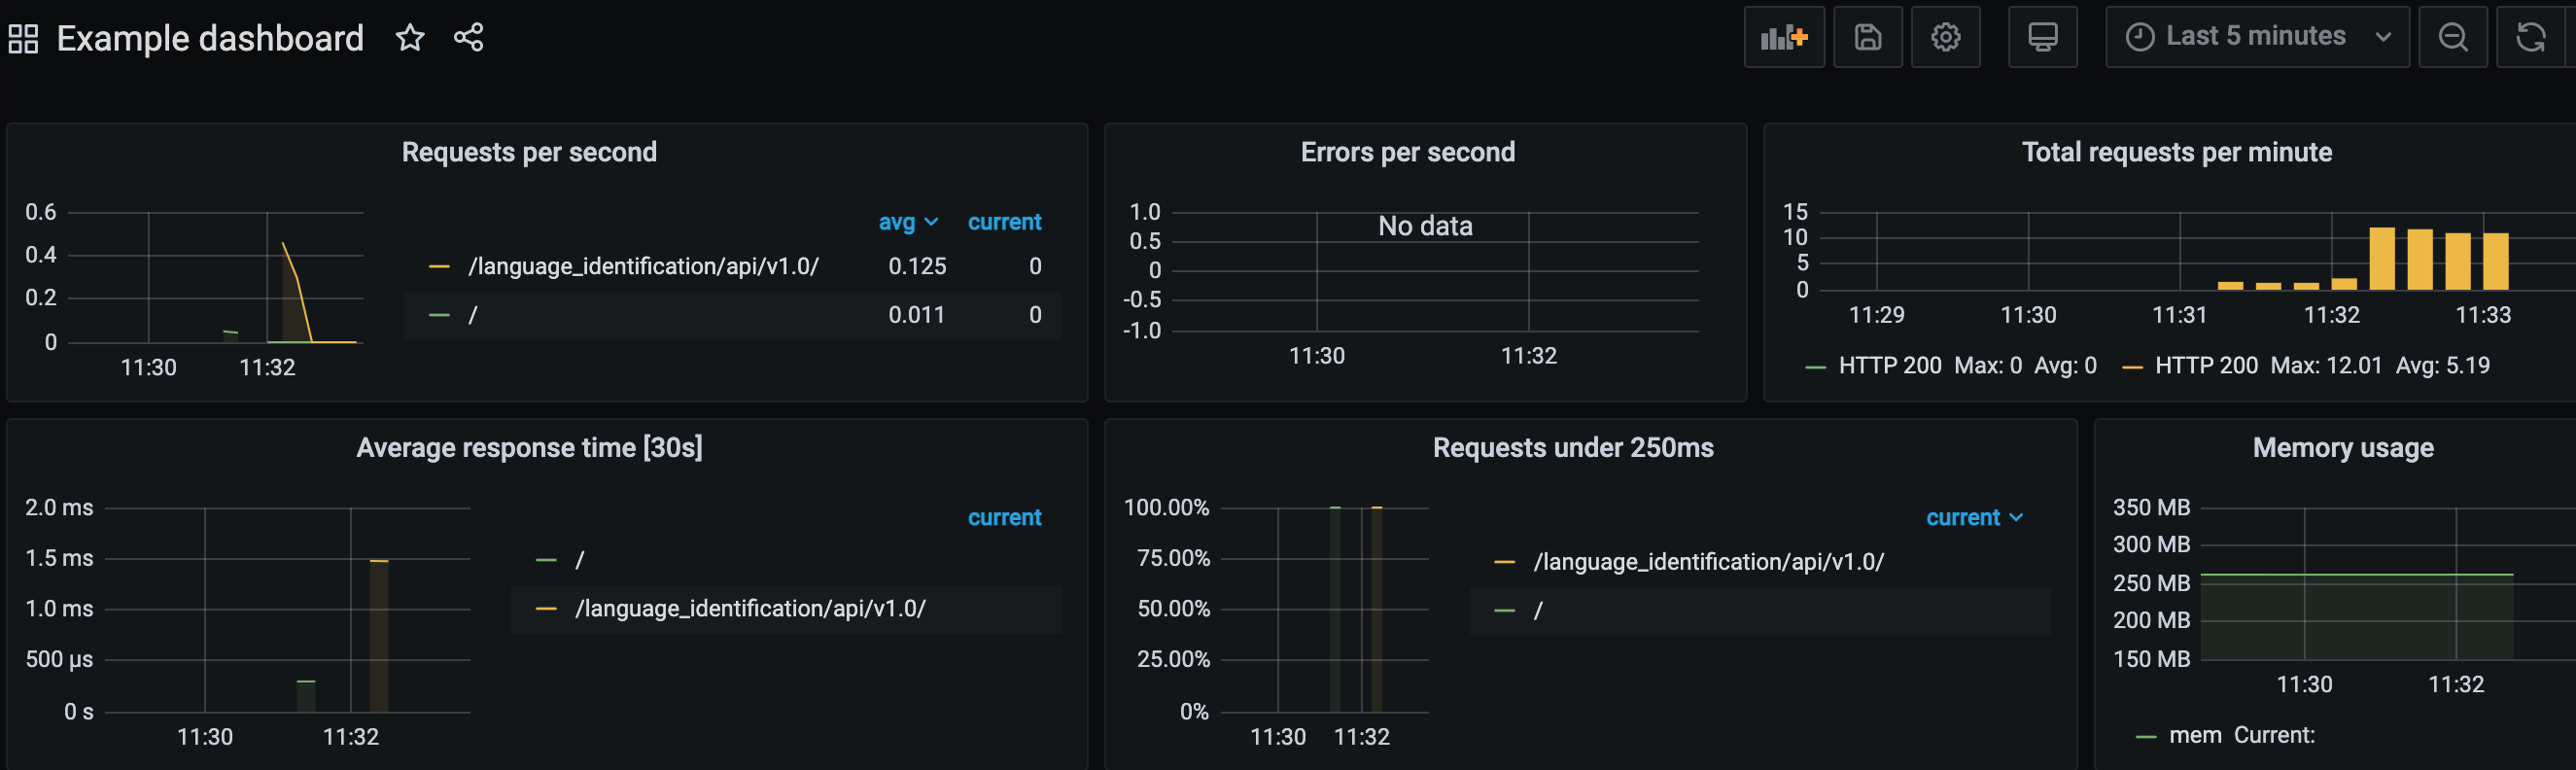 Example dashboard
Last 5 minutes
Requests per second
0.6
0.4
0.2
0
11:30 11:32
avg current
/language_identification/api/v1.0/ 0.125 0
/ 0.011 0
Errors per second
1.0
0.5
0
-0.5
-1.0
No data
11:30 11:32
Total requests per minute
15
10
5
0
11:29 11:30 11:31 11:32 11:33
HTTP 200 Max: 0 Avg: 0 HTTP 200 Max: 12.01 Avg: 5.19
Average response time [30s]
2.0 ms
1.5 ms
1.0 ms
500 µs
0 s
11:30 11:32
current
/
/language_identification/api/v1.0/
Requests under 250ms
100.00%
75.00%
50.00%
25.00%
0%
11:30 11:32
current
/language_identification/api/v1.0/
/
Memory usage
350 MB
300 MB
250 MB
200 MB
150 MB
11:30 11:32
mem Current: